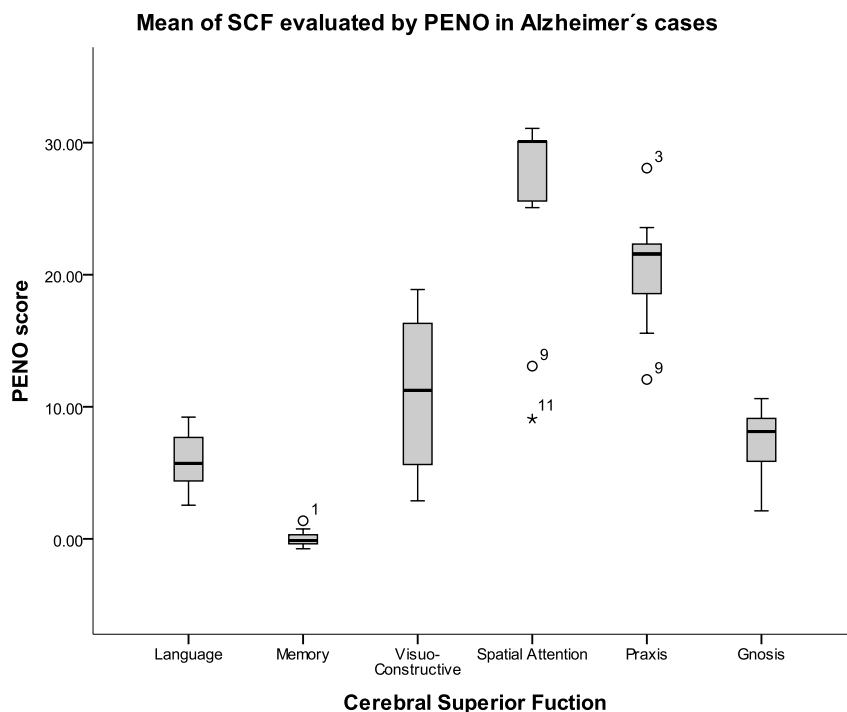 Mean of SCF evaluated by PENO in Alzheimer´s cases
PENO score
30.00
20.00
10.00
0.00
3
9
9
11
1
Language
Memory
Visuo-
Constructive
Spatial Attention
Praxis
Gnosis
Cerebral Superior Fuction